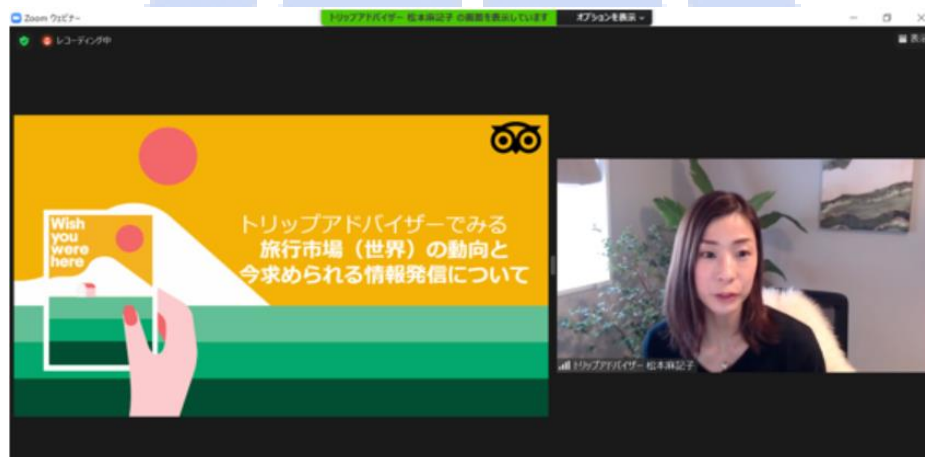 Zoom ウェビナー
トリップアドバイザー 松本麻記子 の画面を表示しています
オプションを表示
レコーディング中
表示
Wish
you
were
here
トリップアドバイザーでみる
旅行市場（世界）の動向と
今求められる情報発信について
トリップアドバイザー 松本麻記子